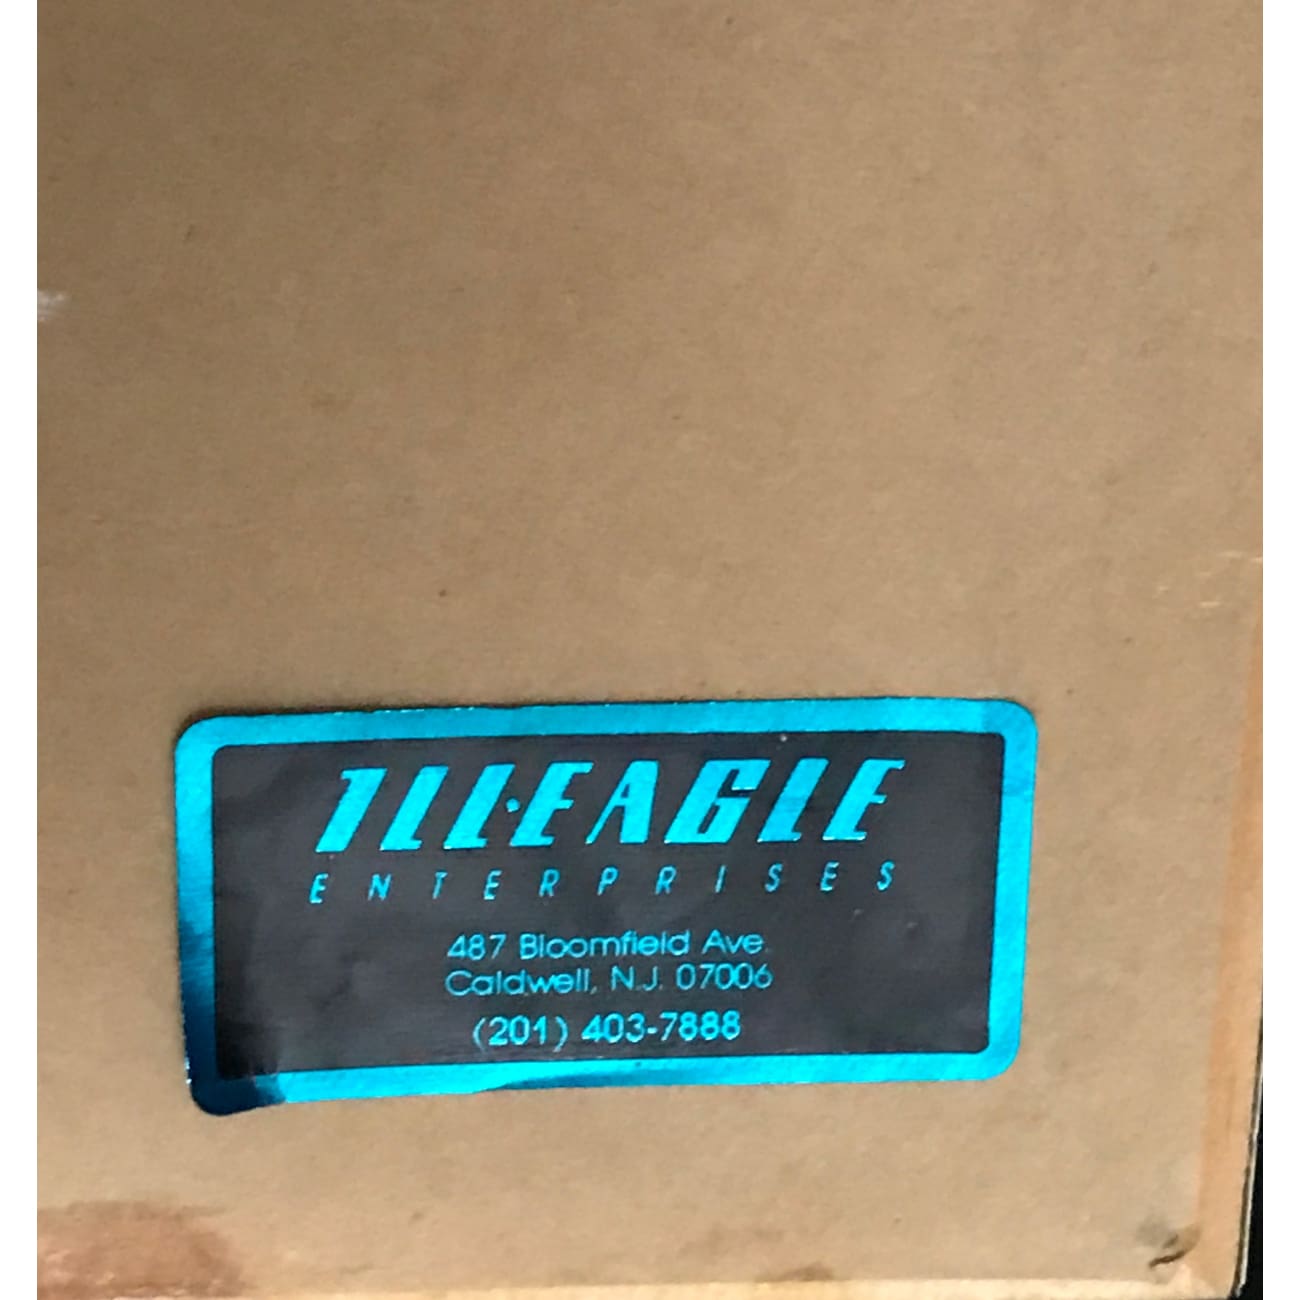 ILL·EAGLE
ENTERPRISES
487 Bloomfield Ave.
Caldwell, N.J. 07006
(201) 403-7888